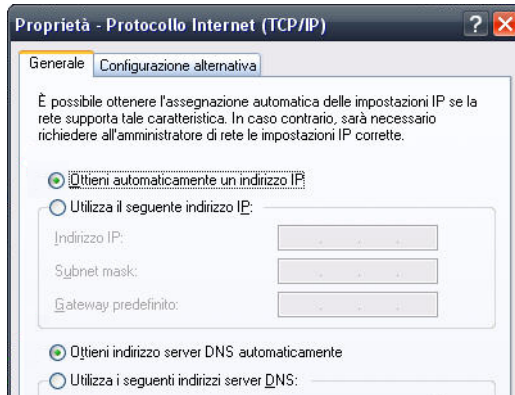 Proprietà - Protocollo Internet (TCP/IP)
Generale
Configurazione alternativa
È possibile ottenere l'assegnazione automatica delle impostazioni IP se la
rete supporta tale caratteristica. In caso contrario, sarà necessario
richiedere all'amministratore di rete le impostazioni IP corrette.
Ottieni automaticamente un indirizzo IP
Utilizza il seguente indirizzo IP:
Indirizzo IP:
Subnet mask:
Gateway predefinito:
Ottieni indirizzo server DNS automaticamente
Utilizza i seguenti indirizzi server DNS: